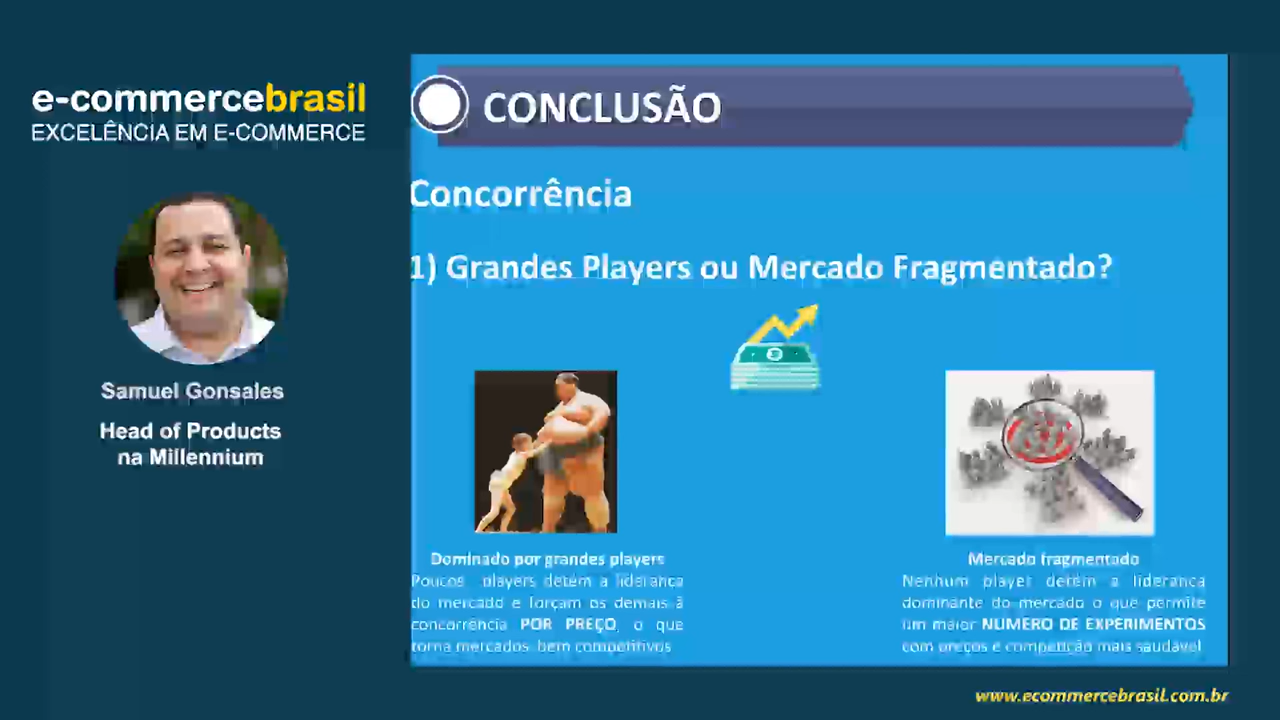 e-commercebrasil
EXCELÊNCIA EM E-COMMERCE
Samuel Gonsales
Head of Products
na Millennium
CONCLUSÃO
Concorrência
1) Grandes Players ou Mercado Fragmentado?
Dominado por grandes players
Poucos players detém a liderança
do mercado e forçam os demais à
concorrência POR PREÇO, o que
torna mercados bem competitivos
Mercado fragmentado
Nenhum player detém a liderança
dominante do mercado o que permite
um maior NUMERO DE EXPERIMENTOS
com preços e competição mais saudável
www.ecommercebrasil.com.br